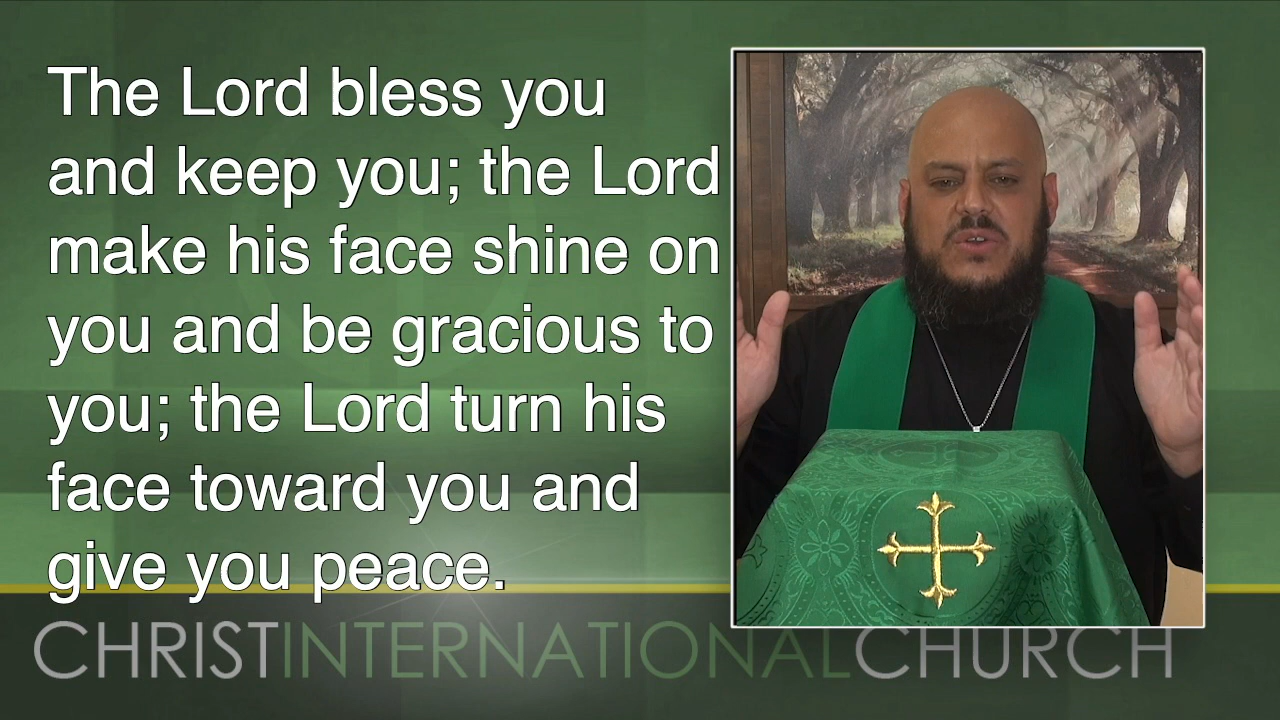 The Lord bless you
and keep you; the Lord
make his face shine on
you and be gracious to
you; the Lord turn his
face toward you and
give you peace.
CHRISTINTERNATIONALCHURCH